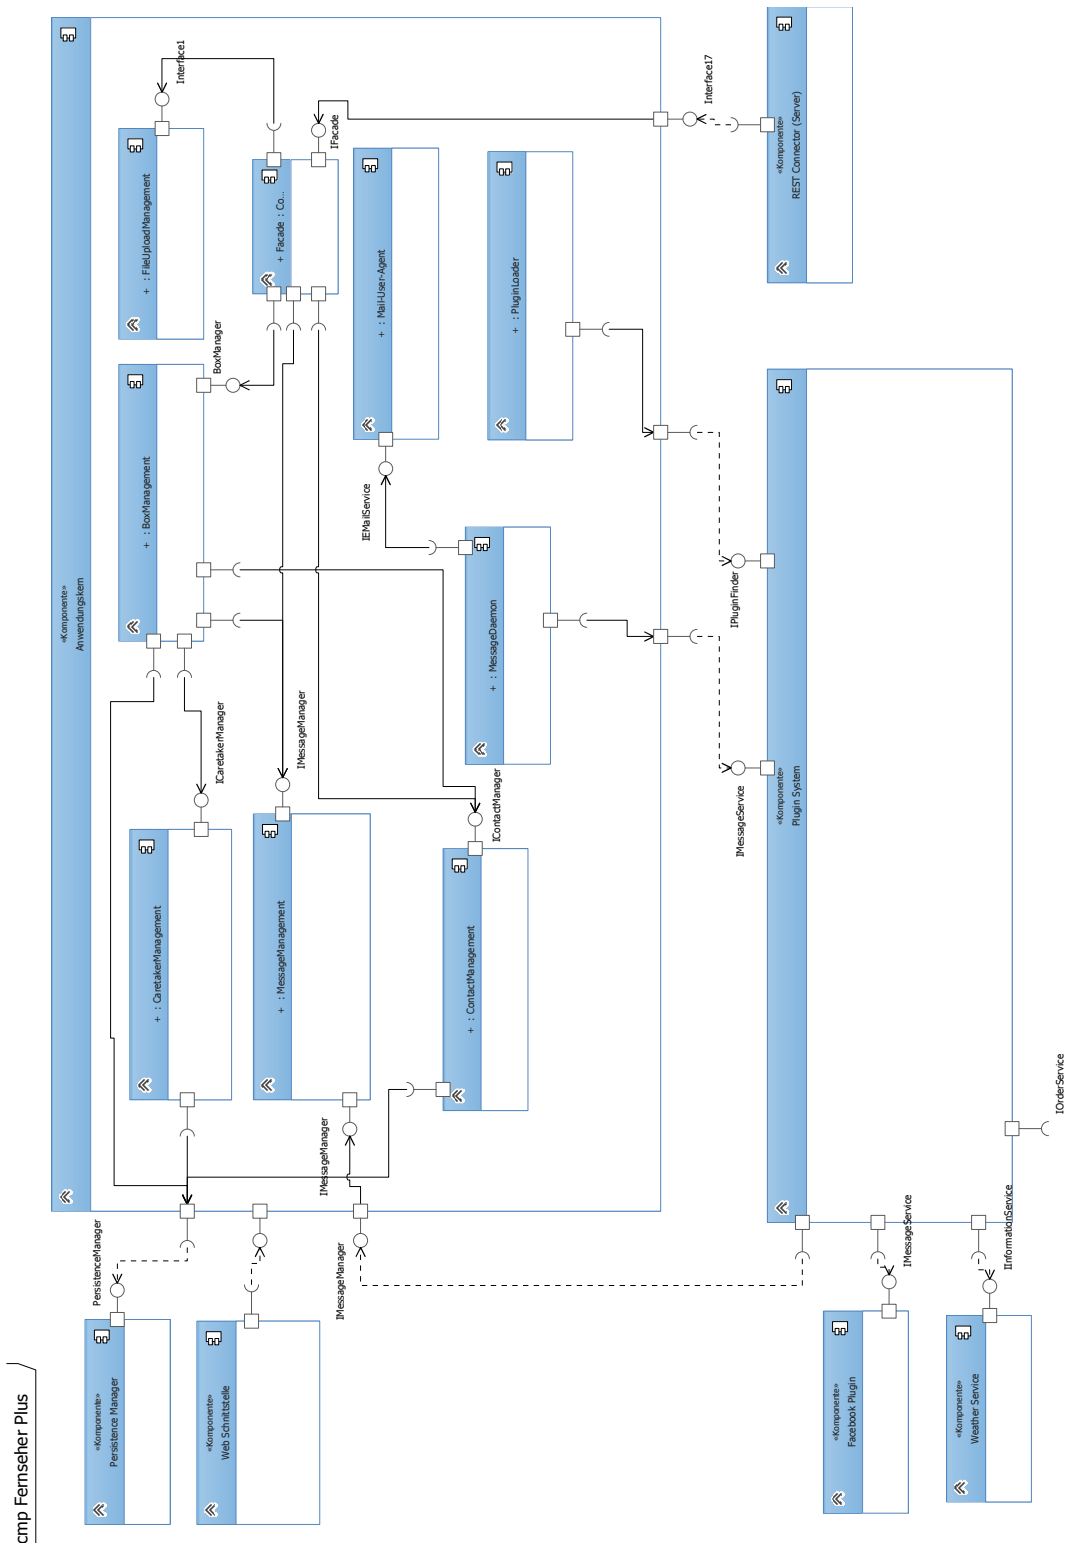 cmp Fernseher Plus
«Komponente»
Anwendungskern
+ : FileUploadManagement
Interface1
+ Facade : Co...
IFacade
+ : Mail-User-Agent
+ : PluginLoader
Interface17
«Komponente»
REST Connector (Server)
BoxManager
+ : BoxManagement
IEMailService
+ : MessageDaemon
IPluginFinder
ICaretakerManager
IMessageManager
IContactManager
IMessageService
«Komponente»
Plugin System
+ : CaretakerManagement
+ : MessageManagement
+ : ContactManagement
IOrderService
IMessageManager
PersistenceManager
IMessageManager
IMessageService
IInformationService
«Komponente»
Persistence Manager
«Komponente»
Web Schnittstelle
«Komponente»
Facebook Plugin
«Komponente»
Weather Service